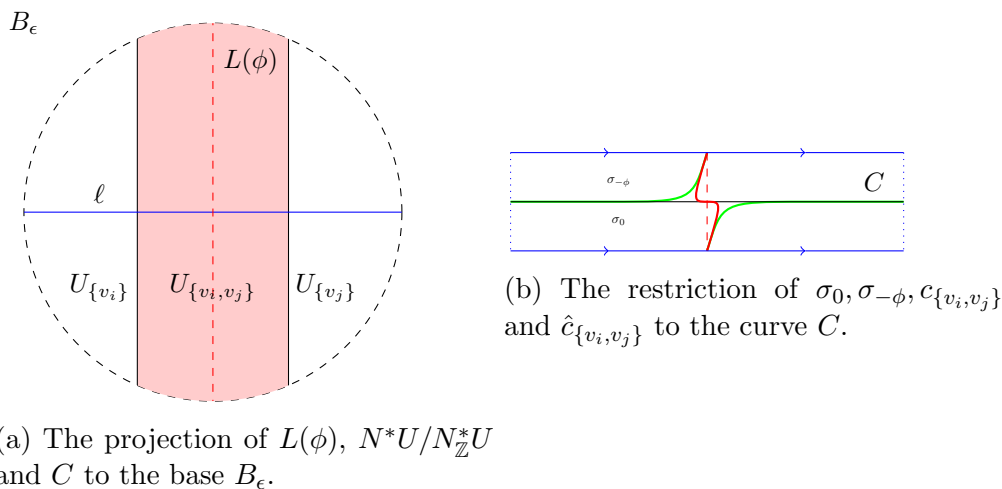 B_ϵ
L(ϕ)
ℓ
U_{v_i} U_{v_i,v_j} U_{v_j}
(a) The projection of L(ϕ), N*U/N*_ℤU
and C to the base B_ϵ.
σ_{−ϕ}
C
σ_0
(b) The restriction of σ_0, σ_{−ϕ}, c_{v_i,v_j}
and ĉ_{v_i,v_j} to the curve C.